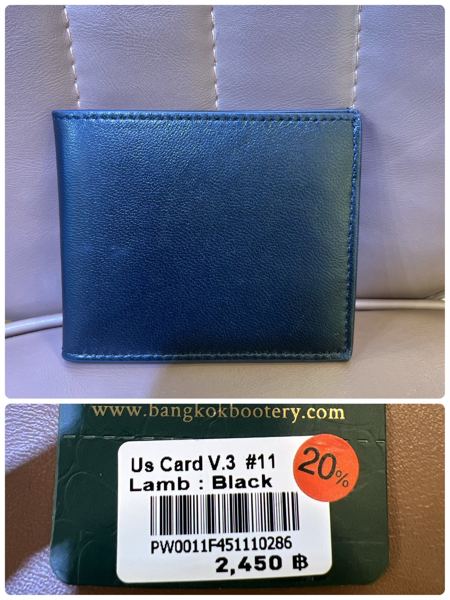 www.bangkokbootery.com
Us Card V.3 #11
Lamb : Black
20%
PW0011F451110286
2,450 ฿